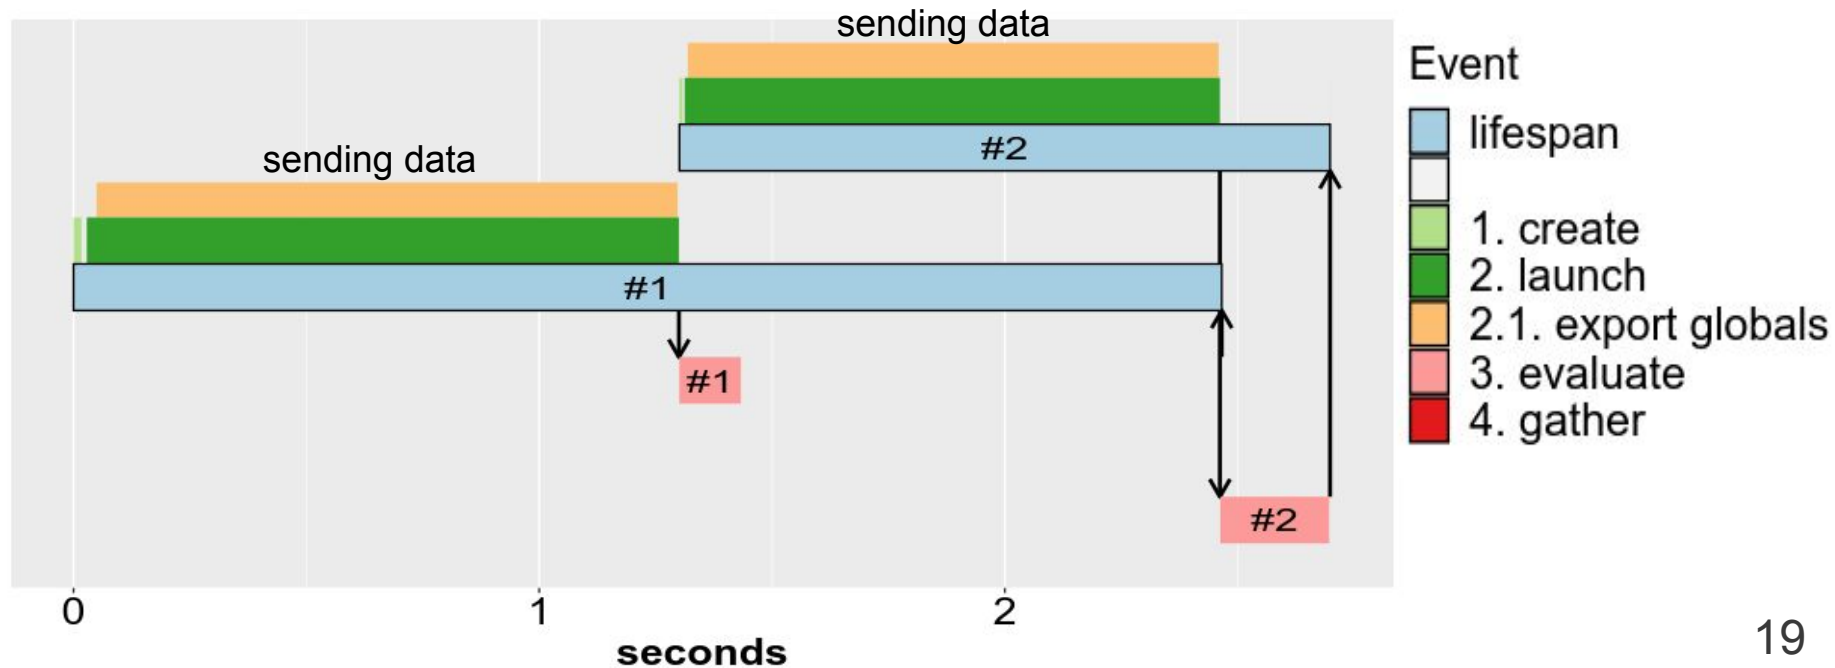 sending data
sending data
#2
#1
#1
#2
0 1 2
seconds
Event
lifespan
1. create
2. launch
2.1. export globals
3. evaluate
4. gather
19